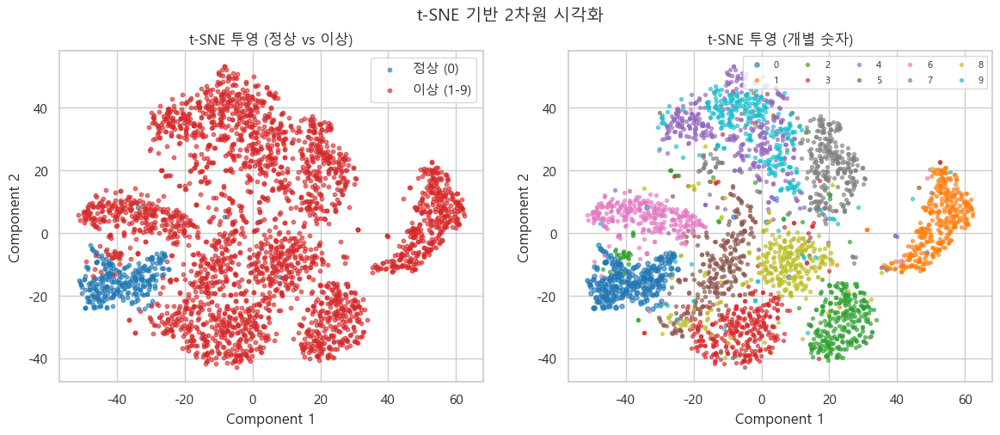 t-SNE 기반 2차원 시각화
t-SNE 투영 (정상 vs 이상)
정상 (0)
이상 (1-9)
40
20
0
-20
-40
Component 2
-40 -20 0 20 40 60
Component 1
t-SNE 투영 (개별 숫자)
0 2 4 6 8
1 3 5 7 9
40
20
0
-20
-40
Component 2
-40 -20 0 20 40 60
Component 1